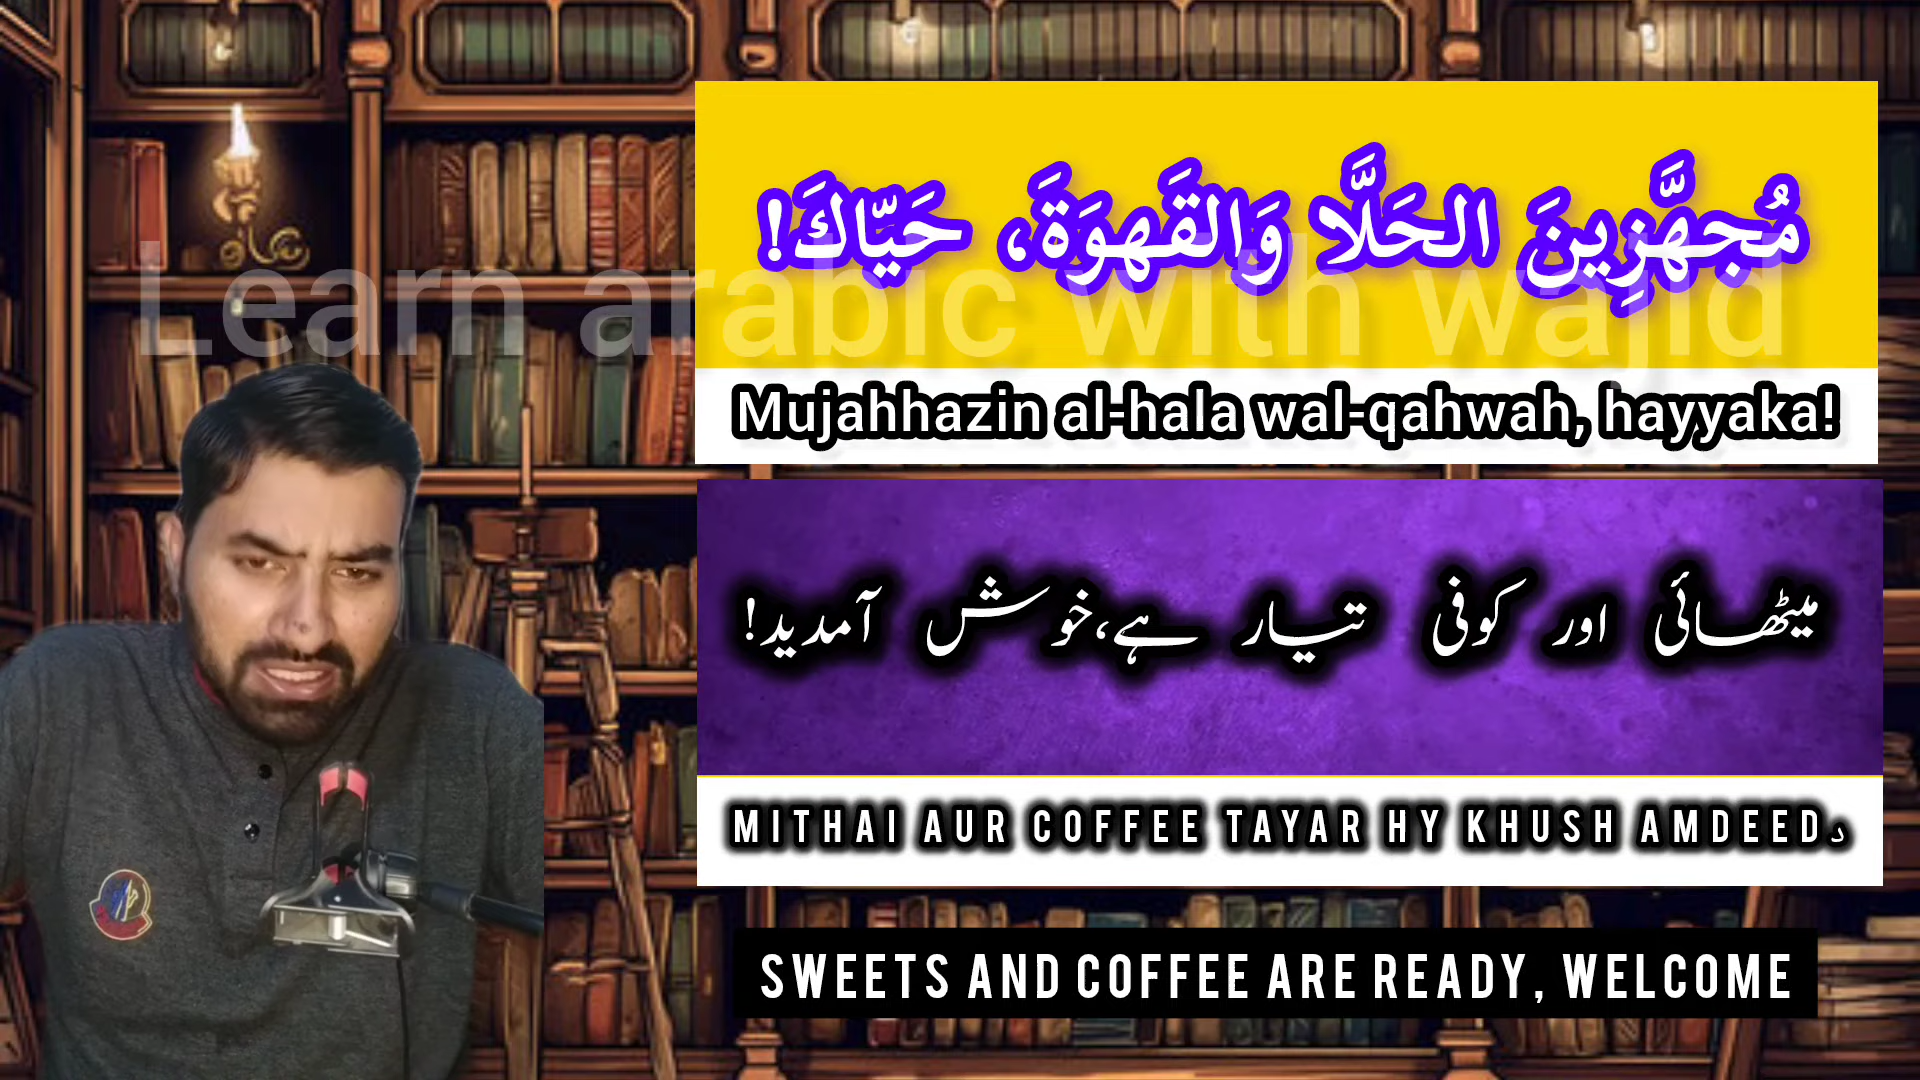 مُجهَّزِينَ الحَلَّا وَالقَهوَةَ، حَيّاكَ!
Learn arabic with wajid
Mujahhazin al-hala wal-qahwah, hayyaka!
میٹھائی اور کوفی تیار ہے،خوش آمدید!
MITHAI AUR COFFEE TAYAR HY KHUSH AMDEEDد
SWEETS AND COFFEE ARE READY, WELCOME